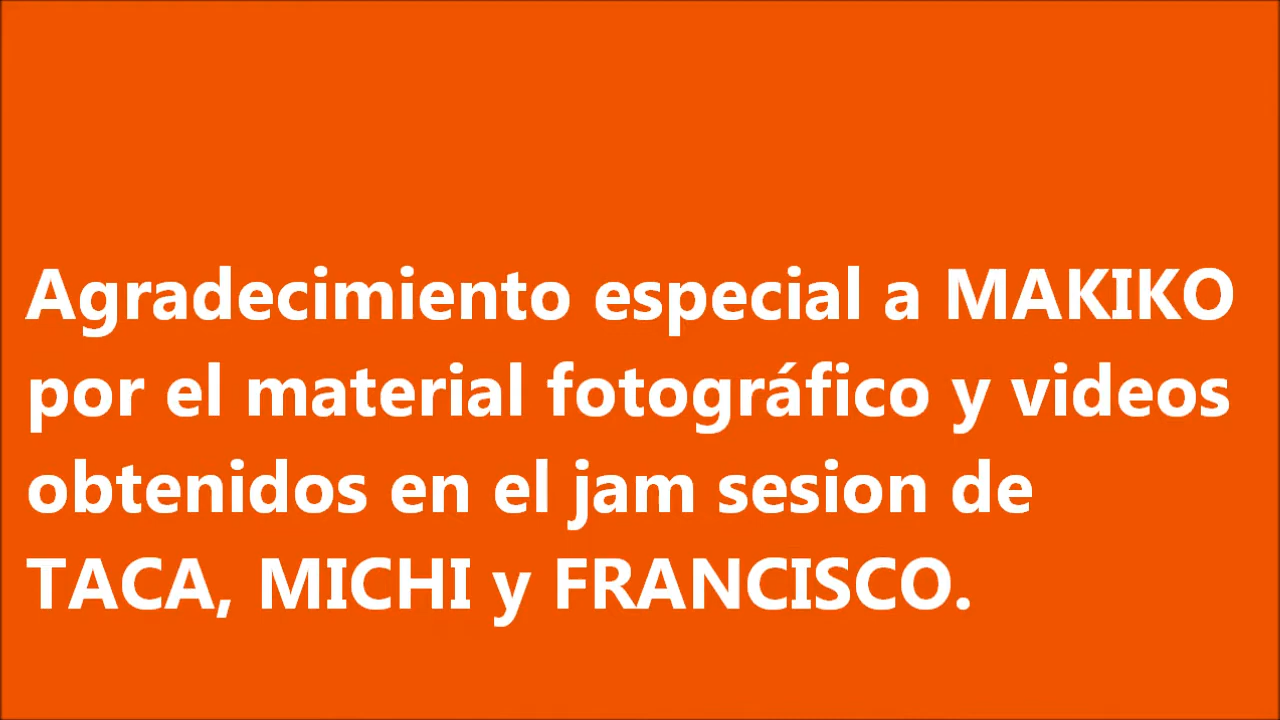 Agradecimiento especial a MAKIKO
por el material fotográfico y videos
obtenidos en el jam sesion de
TACA, MICHI y FRANCISCO.